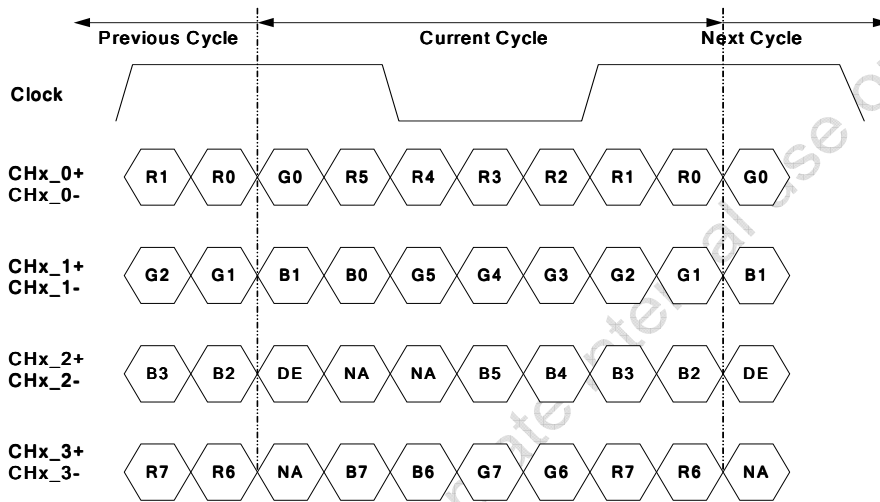 Previous Cycle Current Cycle Next Cycle
Clock
CHx_0+
CHx_0-
R1 R0 G0 R5 R4 R3 R2 R1 R0 G0
CHx_1+
CHx_1-
G2 G1 B1 B0 G5 G4 G3 G2 G1 B1
CHx_2+
CHx_2-
B3 B2 DE NA NA B5 B4 B3 B2 DE
CHx_3+
CHx_3-
R7 R6 NA B7 B6 G7 G6 R7 R6 NA
use